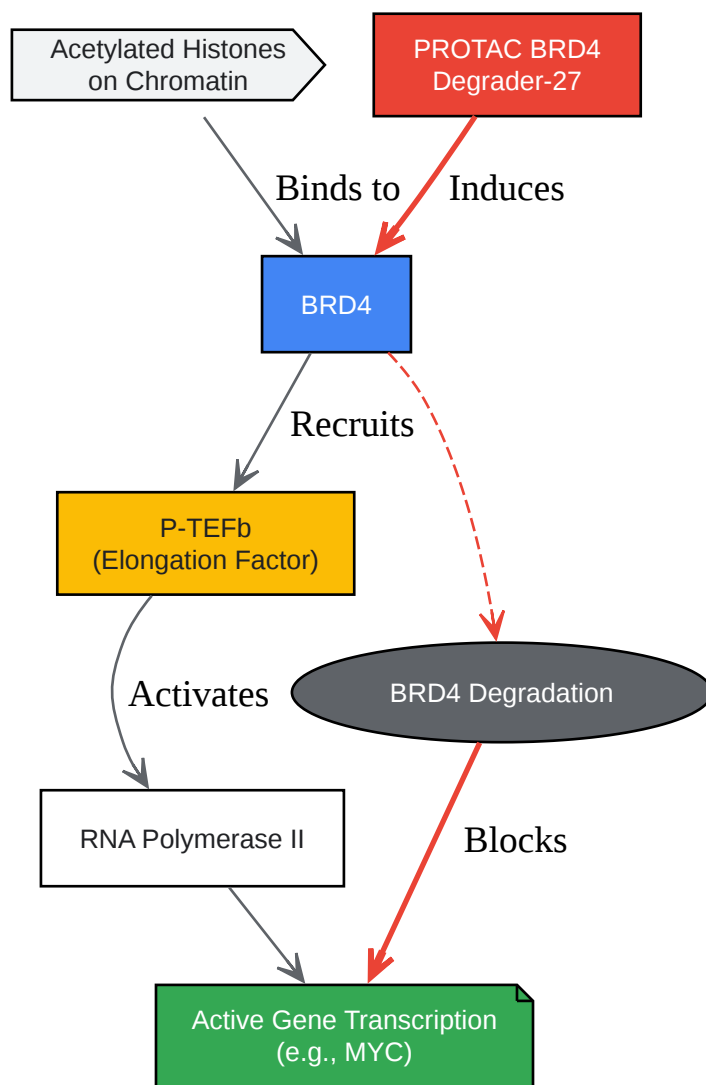 Acetylated Histones
on Chromatin
PROTAC BRD4
Degrader-27
Binds to
Induces
BRD4
Recruits
P-TEFb
(Elongation Factor)
Activates
BRD4 Degradation
RNA Polymerase II
Blocks
Active Gene Transcription
(e.g., MYC)